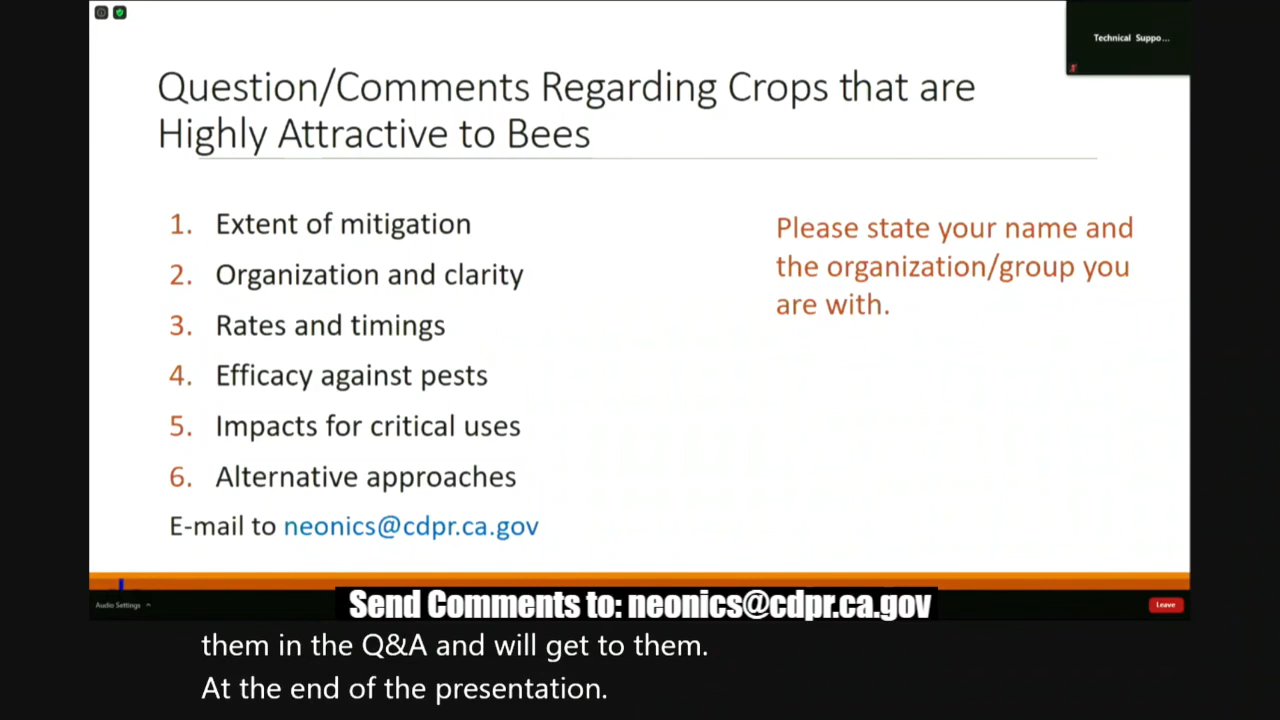 Technical Suppo...
Question/Comments Regarding Crops that are
Highly Attractive to Bees
1. Extent of mitigation
2. Organization and clarity
3. Rates and timings
4. Efficacy against pests
5. Impacts for critical uses
6. Alternative approaches
E-mail to neonics@cdpr.ca.gov
Please state your name and
the organization/group you
are with.
Audio Settings
Send Comments to: neonics@cdpr.ca.gov
Leave
them in the Q&A and will get to them.
At the end of the presentation.